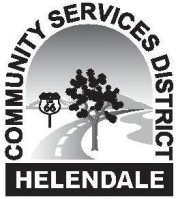 COMMUNITY SERVICES DISTRICT
66
HELENDALE